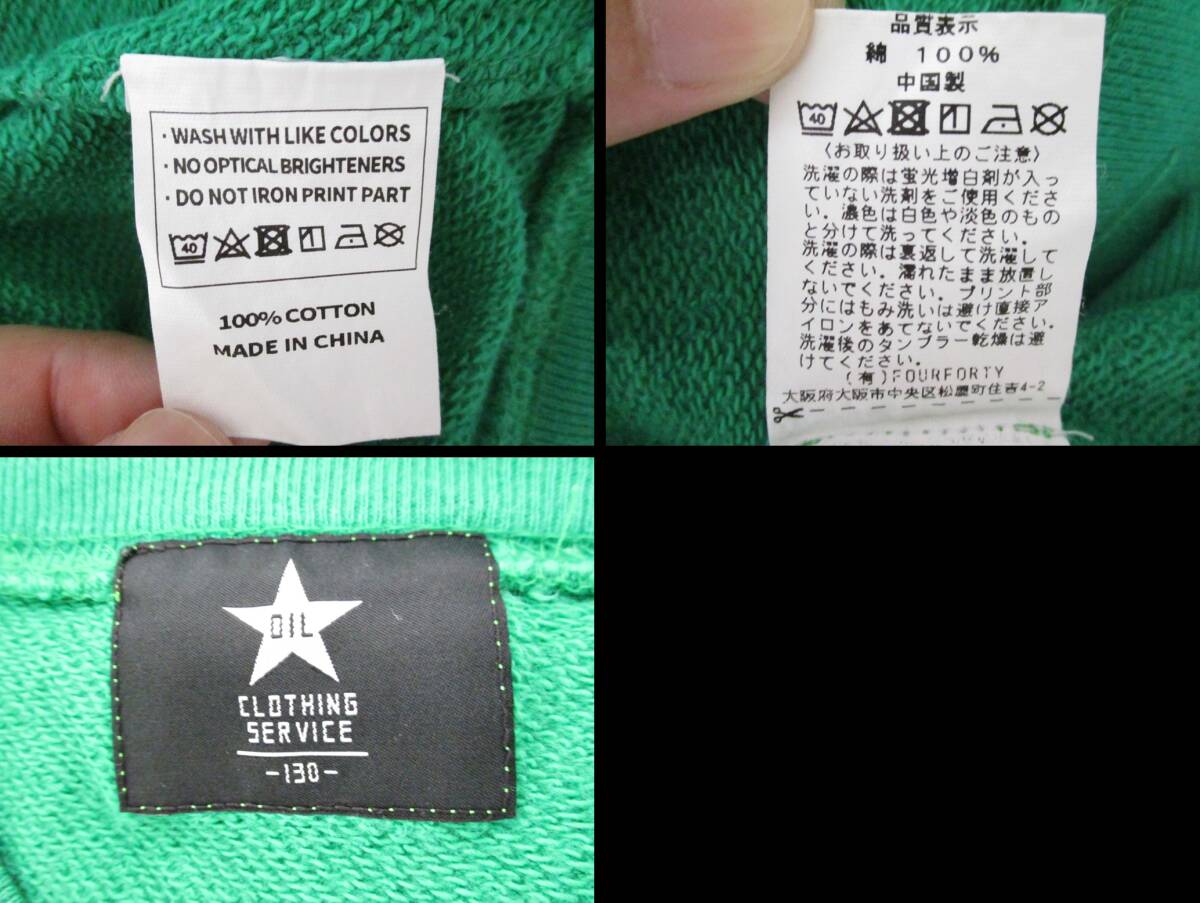 · WASH WITH LIKE COLORS
· NO OPTICAL BRIGHTENERS
· DO NOT IRON PRINT PART
40
100% COTTON
MADE IN CHINA
品質表示
綿 100%
中国製
40
〈お取り扱い上のご注意〉
洗濯の際は蛍光増白剤が入っ
ていない洗剤をご使用くださ
い。濃色は白色や淡色のもの
と分けて洗ってください。
洗濯の際は裏返して洗濯して
ください。濡れたまま放置し
ないでください。プリント部
分にはもみ洗いは避け直接ア
イロンをあてないでください。
洗濯後のタンブラー乾燥は避
けてください。
(有)FOURFORTY
大阪府大阪市中央区松屋町住吉4-2
OIL
CLOTHING
SERVICE
-130-